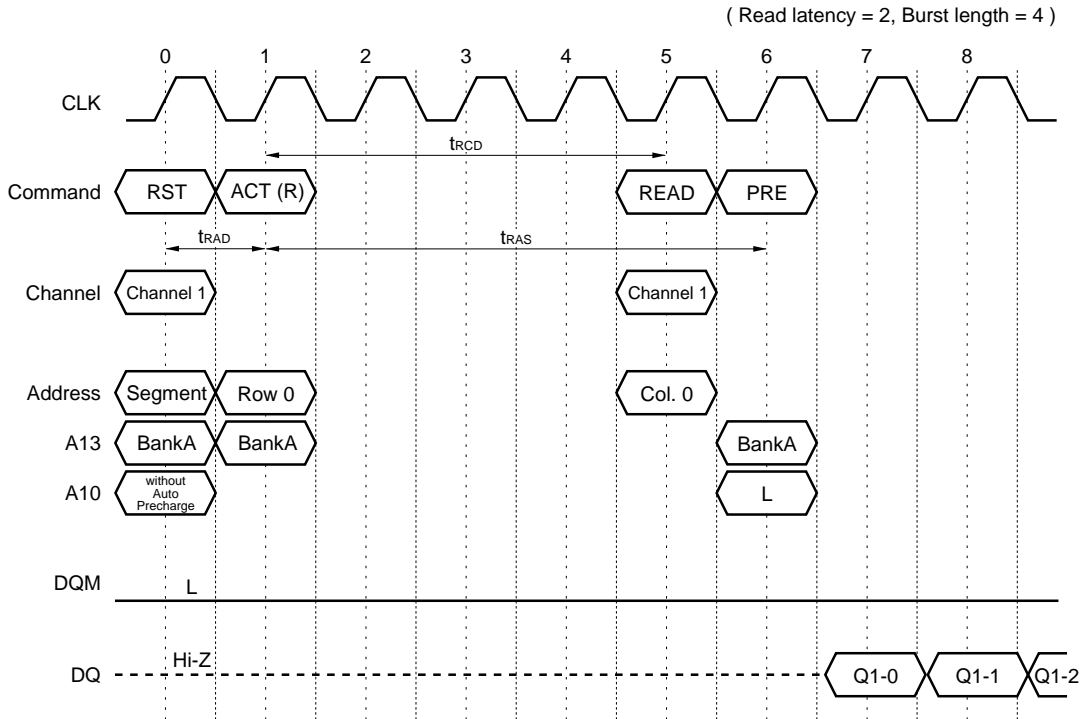 ( Read latency = 2, Burst length = 4 )
0 1 2 3 4 5 6 7 8
CLK
tRCD
Command RST ACT (R) READ PRE
tRAD tRAS
Channel Channel 1 Channel 1
Address Segment Row 0 Col. 0
A13 BankA BankA BankA
A10 without Auto Precharge L
DQM L
Hi-Z
DQ Q1-0 Q1-1 Q1-2